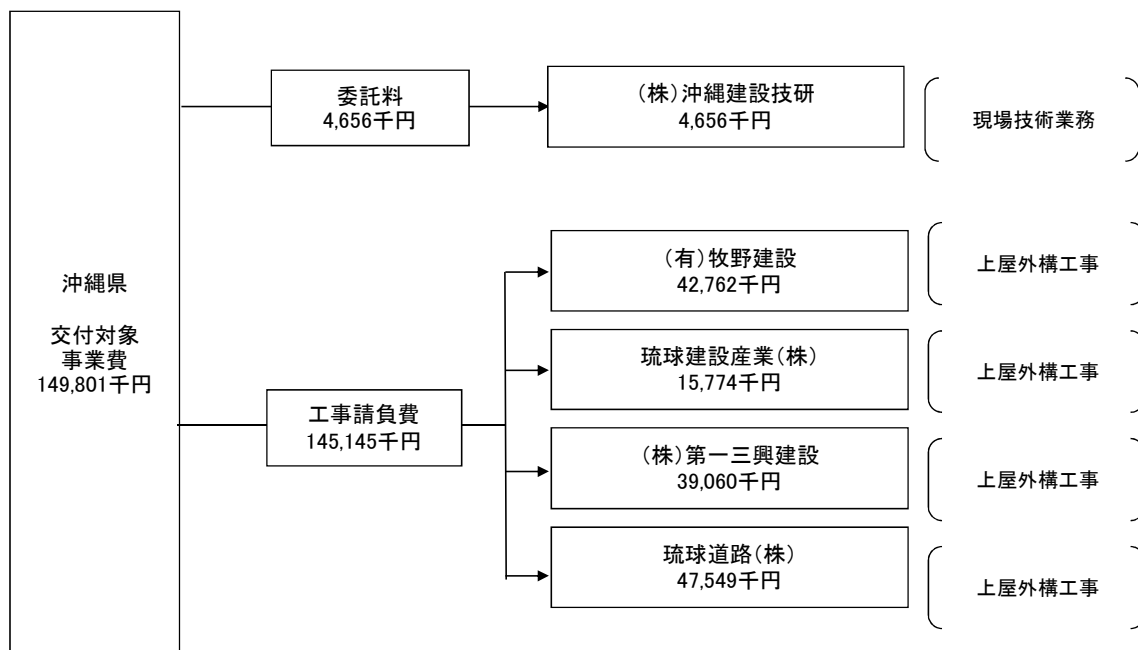 沖縄県
交付対象
事業費
149,801千円
委託料
4,656千円
(株)沖縄建設技研
4,656千円
現場技術業務
工事請負費
145,145千円
(有)牧野建設
42,762千円
上屋外構工事
琉球建設産業(株)
15,774千円
上屋外構工事
(株)第一三興建設
39,060千円
上屋外構工事
琉球道路(株)
47,549千円
上屋外構工事